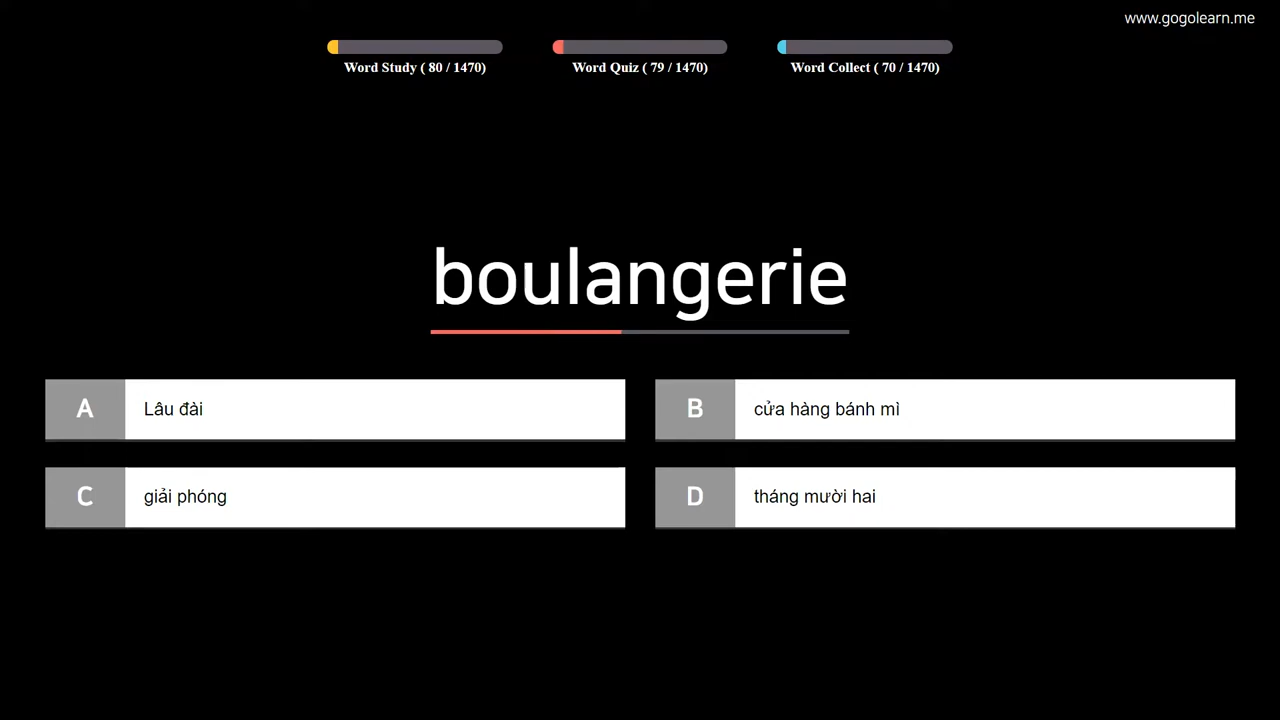 www.gogolearn.me
Word Study ( 80 / 1470)
Word Quiz ( 79 / 1470)
Word Collect ( 70 / 1470)
boulangerie
A Lâu đài
B cửa hàng bánh mì
C giải phóng
D tháng mười hai